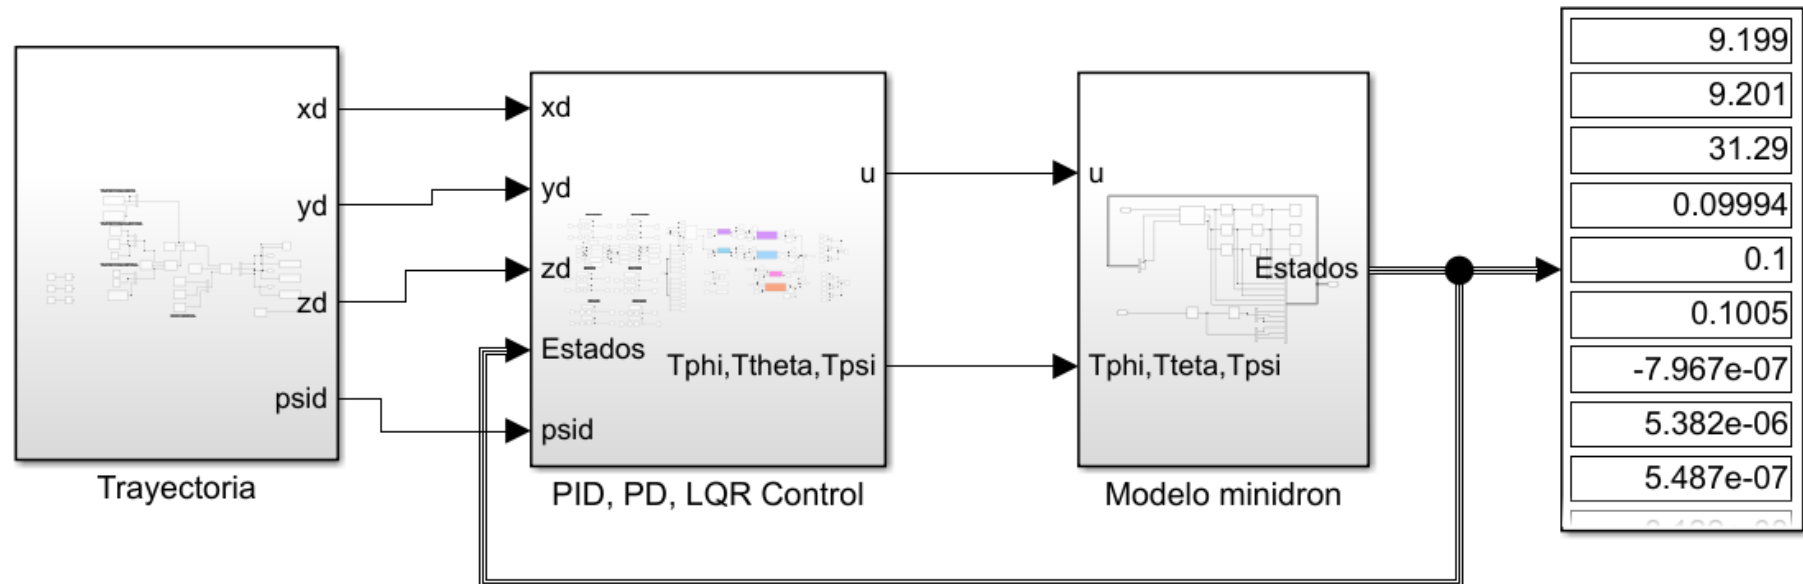 xd
yd
zd
psid
Trayectoria
xd
yd
zd
Estados
psid
u
Tphi,Ttheta,Tpsi
PID, PD, LQR Control
u
Tphi,Tteta,Tpsi
Estados
Modelo minidron
9.199
9.201
31.29
0.09994
0.1
0.1005
-7.967e-07
5.382e-06
5.487e-07